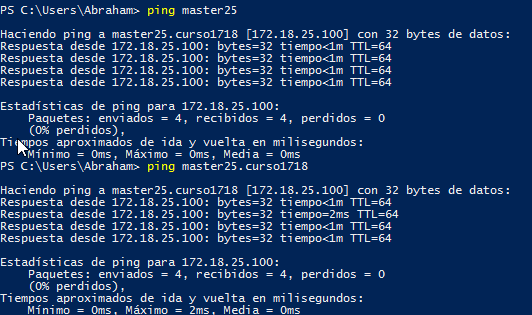 PS C:\Users\Abraham> ping master25
Haciendo ping a master25.curso1718 [172.18.25.100] con 32 bytes de datos:
Respuesta desde 172.18.25.100: bytes=32 tiempo<1m TTL=64
Respuesta desde 172.18.25.100: bytes=32 tiempo<1m TTL=64
Respuesta desde 172.18.25.100: bytes=32 tiempo<1m TTL=64
Respuesta desde 172.18.25.100: bytes=32 tiempo<1m TTL=64
Estadísticas de ping para 172.18.25.100:
Paquetes: enviados = 4, recibidos = 4, perdidos = 0
(0% perdidos),
Tiempos aproximados de ida y vuelta en milisegundos:
Mínimo = 0ms, Máximo = 0ms, Media = 0ms
PS C:\Users\Abraham> ping master25.curso1718
Haciendo ping a master25.curso1718 [172.18.25.100] con 32 bytes de datos:
Respuesta desde 172.18.25.100: bytes=32 tiempo<1m TTL=64
Respuesta desde 172.18.25.100: bytes=32 tiempo=2ms TTL=64
Respuesta desde 172.18.25.100: bytes=32 tiempo<1m TTL=64
Respuesta desde 172.18.25.100: bytes=32 tiempo<1m TTL=64
Estadísticas de ping para 172.18.25.100:
Paquetes: enviados = 4, recibidos = 4, perdidos = 0
(0% perdidos),
Tiempos aproximados de ida y vuelta en milisegundos:
Mínimo = 0ms, Máximo = 2ms, Media = 0ms